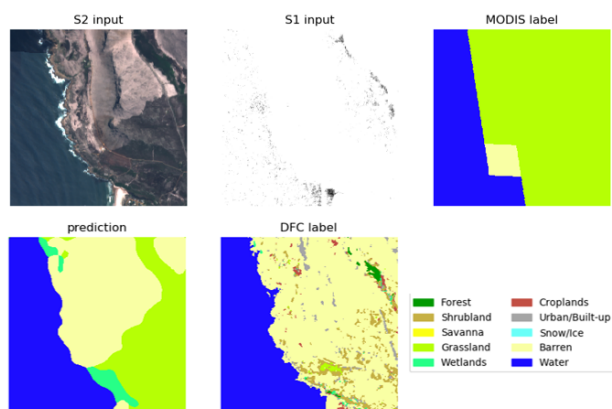 S2 input
S1 input
MODIS label
prediction
DFC label
Forest
Shrubland
Savanna
Grassland
Wetlands
Croplands
Urban/Built-up
Snow/Ice
Barren
Water